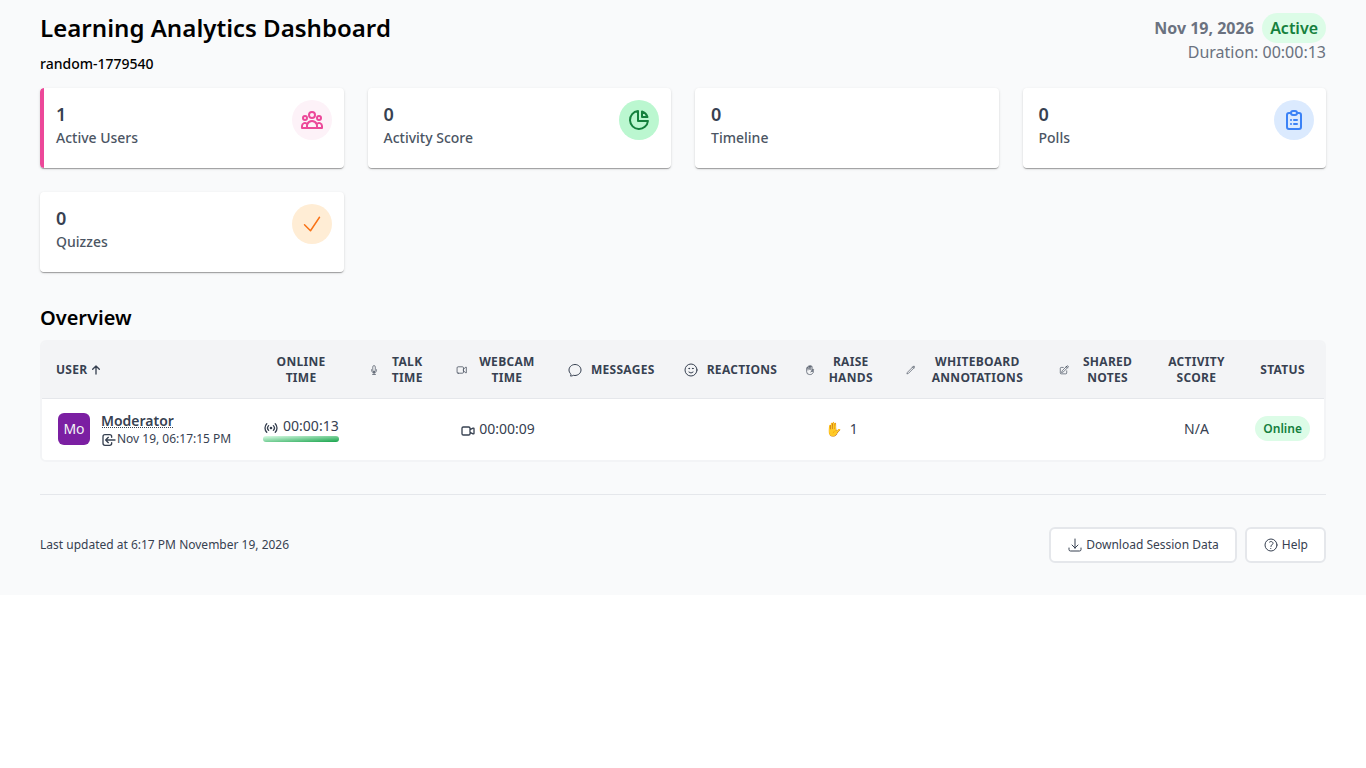 Learning Analytics Dashboard
Nov 19, 2026 Active
Duration: 00:00:13
random-1779540
1
Active Users
0
Activity Score
0
Timeline
0
Polls
0
Quizzes
Overview
USER
ONLINE TIME
TALK TIME
WEBCAM TIME
MESSAGES
REACTIONS
RAISE HANDS
WHITEBOARD ANNOTATIONS
SHARED NOTES
ACTIVITY SCORE
STATUS
Mo
Moderator
Nov 19, 06:17:15 PM
00:00:13
00:00:09
1
N/A
Online
Last updated at 6:17 PM November 19, 2026
Download Session Data
Help